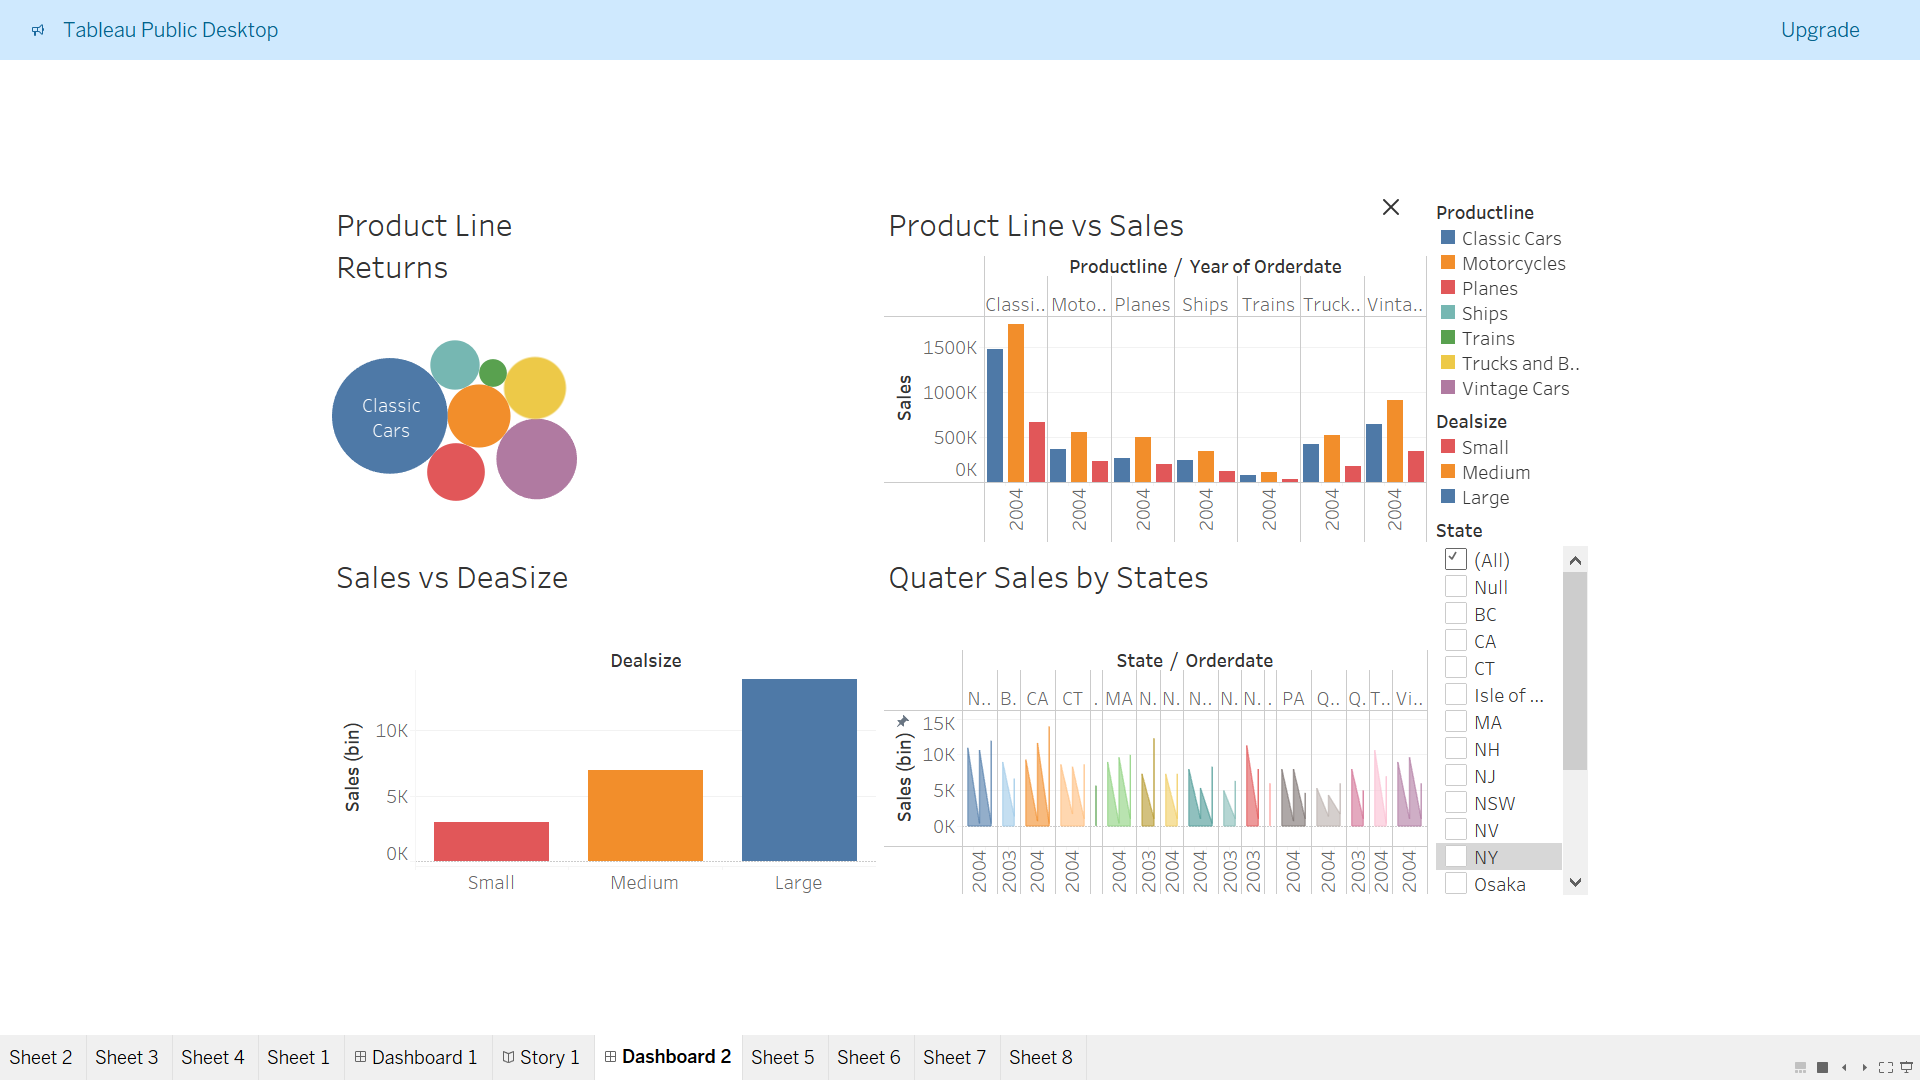 Tableau Public Desktop
Upgrade
Product Line
Returns
Classic
Cars
Product Line vs Sales
Productline / Year of Orderdate
Classi..
Moto..
Planes
Ships
Trains
Truck..
Vinta..
Sales
1500K
1000K
500K
0K
2004
2004
2004
2004
2004
2004
2004
Productline
Classic Cars
Motorcycles
Planes
Ships
Trains
Trucks and B..
Vintage Cars
Dealsize
Small
Medium
Large
State
(All)
Null
BC
CA
CT
Isle of ...
MA
NH
NJ
NSW
NV
NY
Osaka
Sales vs DeaSize
Dealsize
Sales (bin)
10K
5K
0K
Small
Medium
Large
Quater Sales by States
State / Orderdate
N..
B.
CA
CT
.
MA
N.
N.
N..
N.
N.
.
PA
Q..
Q.
T..
Vi..
Sales (bin)
15K
10K
5K
0K
2004
2003
2004
2004
2004
2003
2004
2004
2003
2003
2004
2004
2003
2004
2004
Sheet 2
Sheet 3
Sheet 4
Sheet 1
Dashboard 1
Story 1
Dashboard 2
Sheet 5
Sheet 6
Sheet 7
Sheet 8